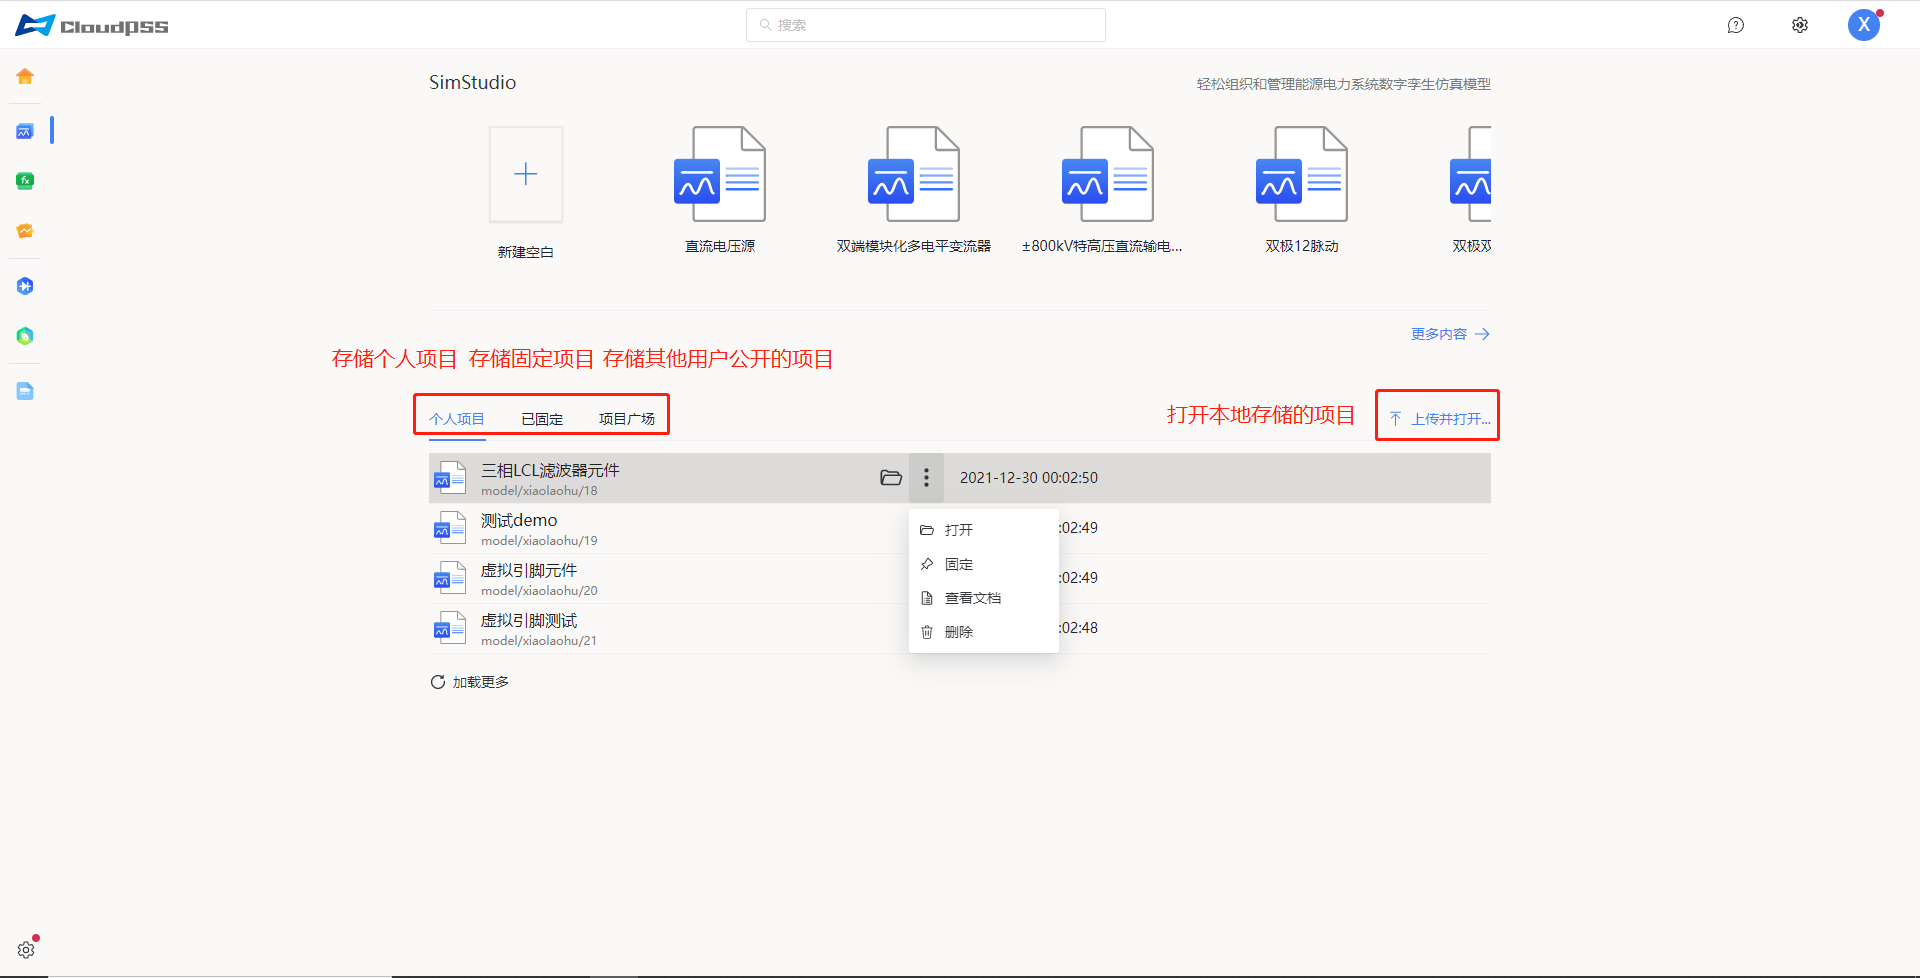 CloudPSS
搜索
X
SimStudio
轻松组织和管理能源电力系统数字孪生仿真模型
新建空白
直流电压源
双端模块化多电平变流器
±800kV特高压直流输电...
双极12脉动
双极双
更多内容
存储个人项目 存储固定项目 存储其他用户公开的项目
个人项目 已固定 项目广场
打开本地存储的项目
上传并打开...
三相LCL滤波器元件
model/xiaolaohu/18
2021-12-30 00:02:50
测试demo
model/xiaolaohu/19
:02:49
虚拟引脚元件
model/xiaolaohu/20
:02:49
虚拟引脚测试
model/xiaolaohu/21
:02:48
打开
固定
查看文档
删除
加载更多